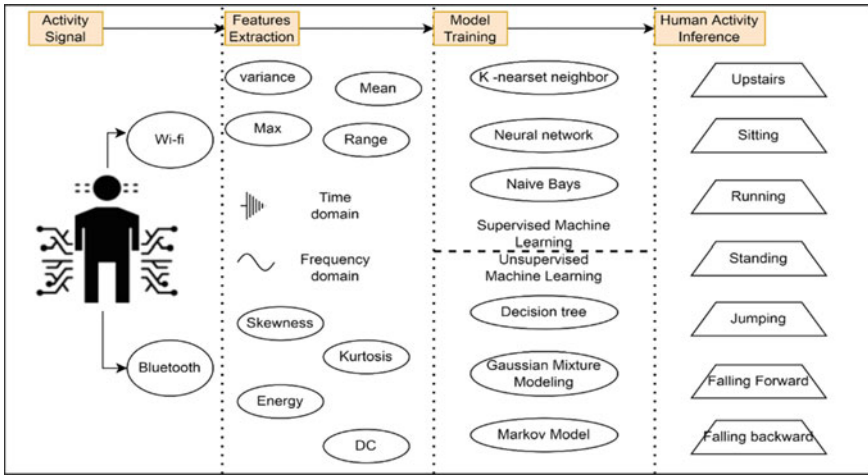 Activity
Signal
Features
Extraction
Model
Training
Human Activity
Inference
Wi-fi
Bluetooth
variance
Mean
Max
Range
Time
domain
Frequency
domain
Skewness
Kurtosis
Energy
DC
K -nearset neighbor
Neural network
Naive Bays
Supervised Machine
Learning
Unsupervised
Machine Learning
Decision tree
Gaussian Mixture
Modeling
Markov Model
Upstairs
Sitting
Running
Standing
Jumping
Falling Forward
Falling backward